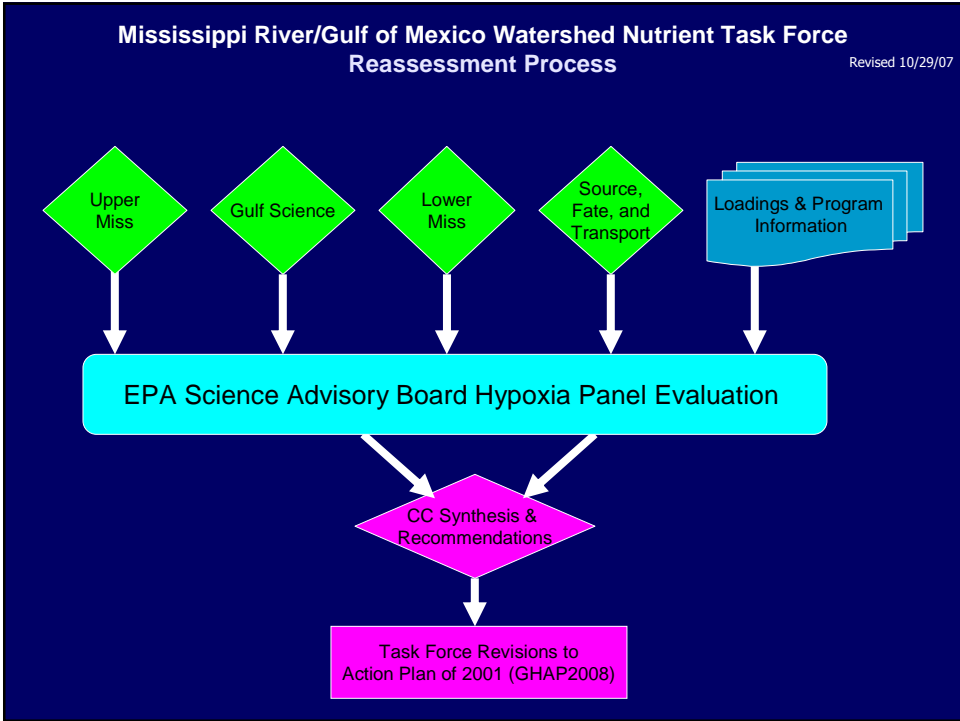 Mississippi River/Gulf of Mexico Watershed Nutrient Task Force
Reassessment Process
Revised 10/29/07
Upper
Miss
Gulf Science
Lower
Miss
Source,
Fate, and
Transport
Loadings & Program
Information
EPA Science Advisory Board Hypoxia Panel Evaluation
CC Synthesis &
Recommendations
Task Force Revisions to
Action Plan of 2001 (GHAP2008)